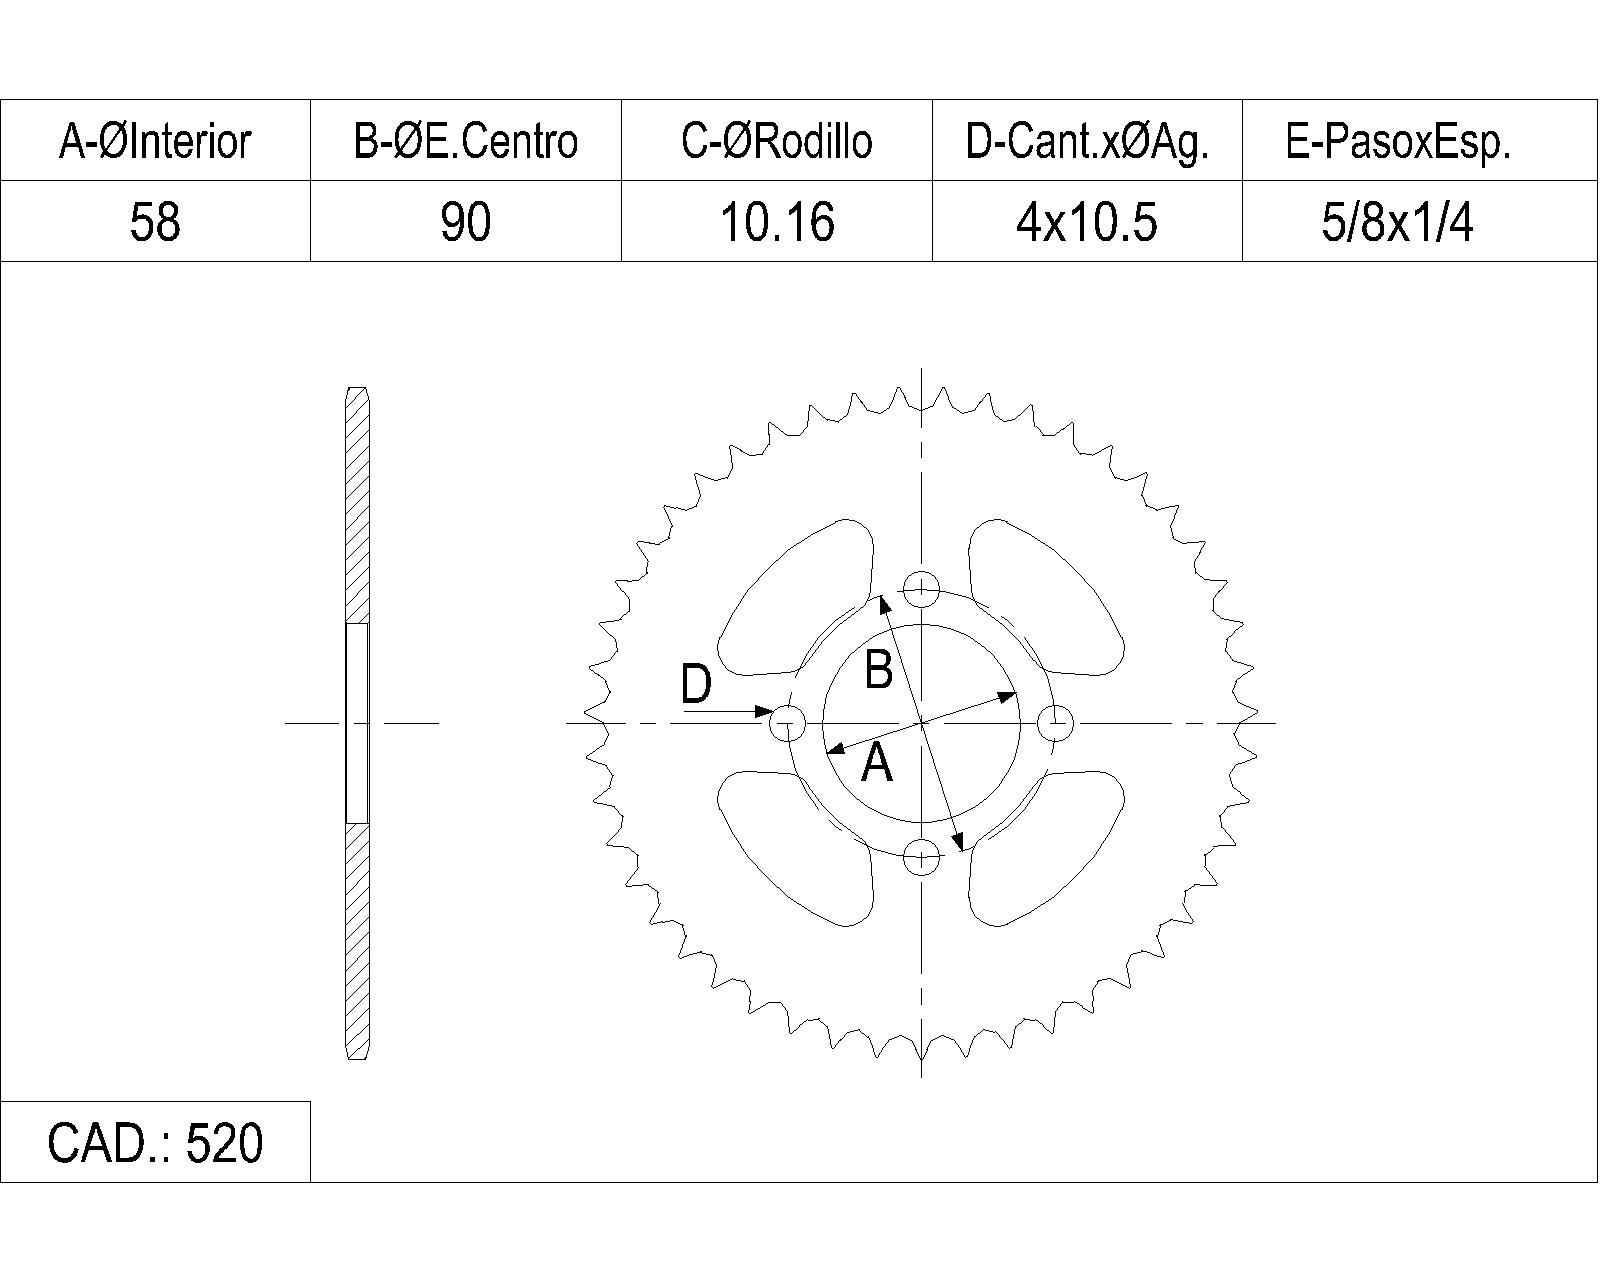 A-ØInterior B-ØE.Centro C-ØRodillo D-Cant.xØAg. E-PasoxEsp.
58 90 10.16 4x10.5 5/8x1/4
B
D
A
CAD.: 520